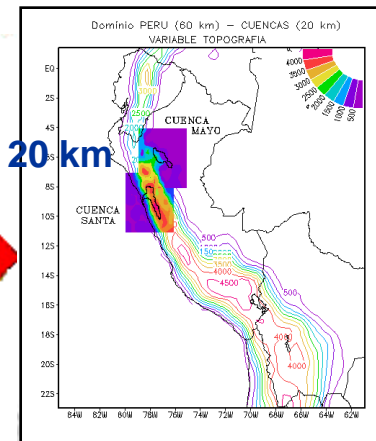 Dominio PERU (60 km) – CUENCAS (20 km)
VARIABLE TOPOGRAFIA
EQ
2S
4S
6S
8S
10S
12S
14S
16S
18S
20S
22S
84W 82W 80W 78W 76W 74W 72W 70W 68W 66W 64W 62W
4000
3500
3000
2500
2000
1500
1000
500
20 km
CUENCA
MAYO
CUENCA
SANTA
2500
500
4000
4500
500
4000